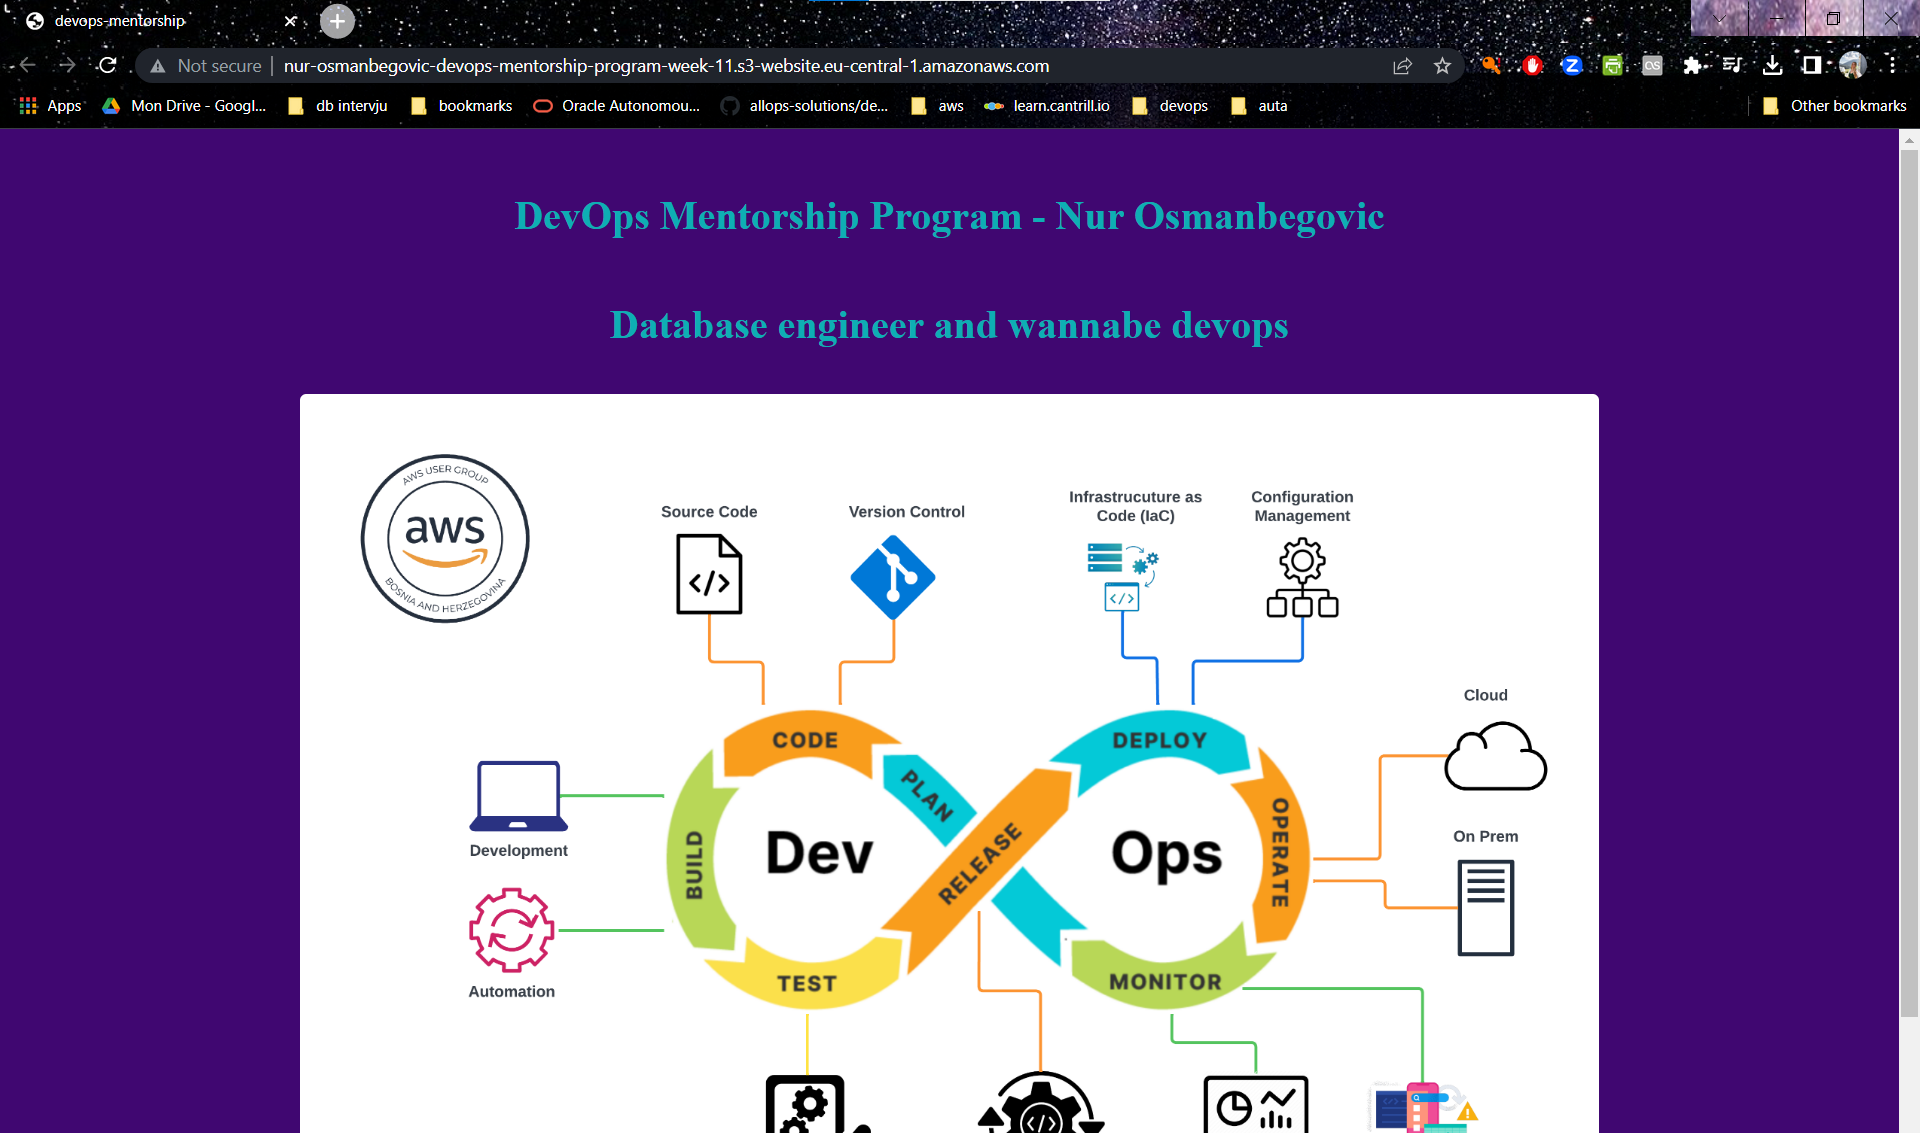 devops-mentorship
Not secure
nur-osmanbegovic-devops-mentorship-program-week-11.s3-website.eu-central-1.amazonaws.com
Apps
Mon Drive - Googl...
db intervju
bookmarks
Oracle Autonomou...
allops-solutions/de...
aws
learn.cantrill.io
devops
auta
Other bookmarks
DevOps Mentorship Program - Nur Osmanbegovic
Database engineer and wannabe devops
AWS USER GROUP
aws
BOSNIA AND HERZEGOVINA
Source Code
Version Control
Infrastrucuture as
Code (IaC)
Configuration
Management
Cloud
CODE
DEPLOY
PLAN
OPERATE
Dev
RELEASE
Ops
BUILD
On Prem
Development
TEST
MONITOR
Automation